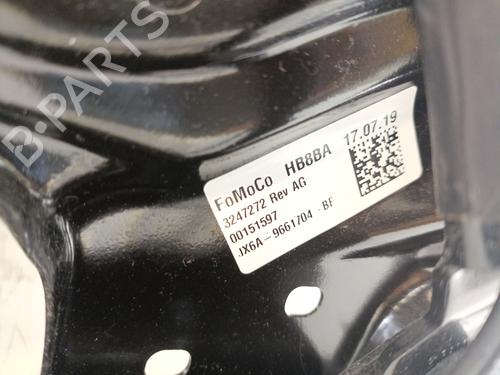 B-PARTS
FoMoCo HB8BA 17.07.19
3247272 Rev AG
00151597
JX6A-9661704-BF